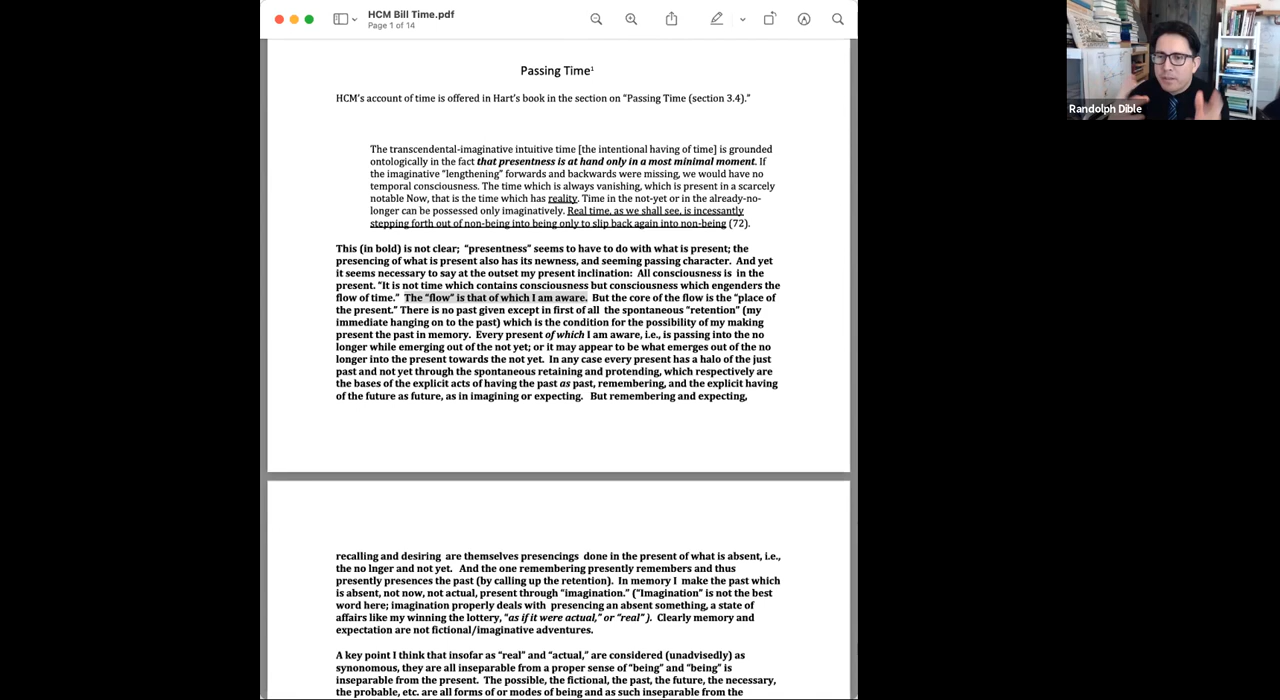 HCM Bill Time.pdf
Page 1 of 14
Randolph Dible
Passing Time¹
HCM's account of time is offered in Hart's book in the section on "Passing Time (section 3.4)."
The transcendental-imaginative intuitive time [the intentional having of time] is grounded
ontologically in the fact that presentness is at hand only in a most minimal moment. If
the imaginative "lengthening" forwards and backwards were missing, we would have no
temporal consciousness. The time which is always vanishing, which is present in a scarcely
notable Now, that is the time which has reality. Time in the not-yet or in the already-no-
longer can be possessed only imaginatively. Real time, as we shall see, is incessantly
stepping forth out of non-being into being only to slip back again into non-being (72).
This (in bold) is not clear; "presentness" seems to have to do with what is present; the
presencing of what is present also has its newness, and seeming passing character. And yet
it seems necessary to say at the outset my present inclination: All consciousness is in the
present. "It is not time which contains consciousness but consciousness which engenders the
flow of time." The "flow" is that of which I am aware. But the core of the flow is the "place of
the present." There is no past given except in first of all the spontaneous "retention" (my
immediate hanging on to the past) which is the condition for the possibility of my making
present the past in memory. Every present of which I am aware, i.e., is passing into the no
longer while emerging out of the not yet; or it may appear to be what emerges out of the no
longer into the present towards the not yet. In any case every present has a halo of the just
past and not yet through the spontaneous retaining and protending, which respectively are
the bases of the explicit acts of having the past as past, remembering, and the explicit having
of the future as future, as in imagining or expecting. But remembering and expecting,
recalling and desiring are themselves presencings done in the present of what is absent, i.e.,
the no lnger and not yet. And the one remembering presently remembers and thus
presently presences the past (by calling up the retention). In memory I make the past which
is absent, not now, not actual, present through "imagination." ("Imagination" is not the best
word here; imagination properly deals with presencing an absent something, a state of
affairs like my winning the lottery, "as if it were actual," or "real"). Clearly memory and
expectation are not fictional/imaginative adventures.
A key point I think that insofar as "real" and "actual," are considered (unadvisedly) as
synonomous, they are all inseparable from a proper sense of "being" and "being" is
inseparable from the present. The possible, the fictional, the past, the future, the necessary,
the probable, etc. are all forms of or modes of being and as such inseparable from the